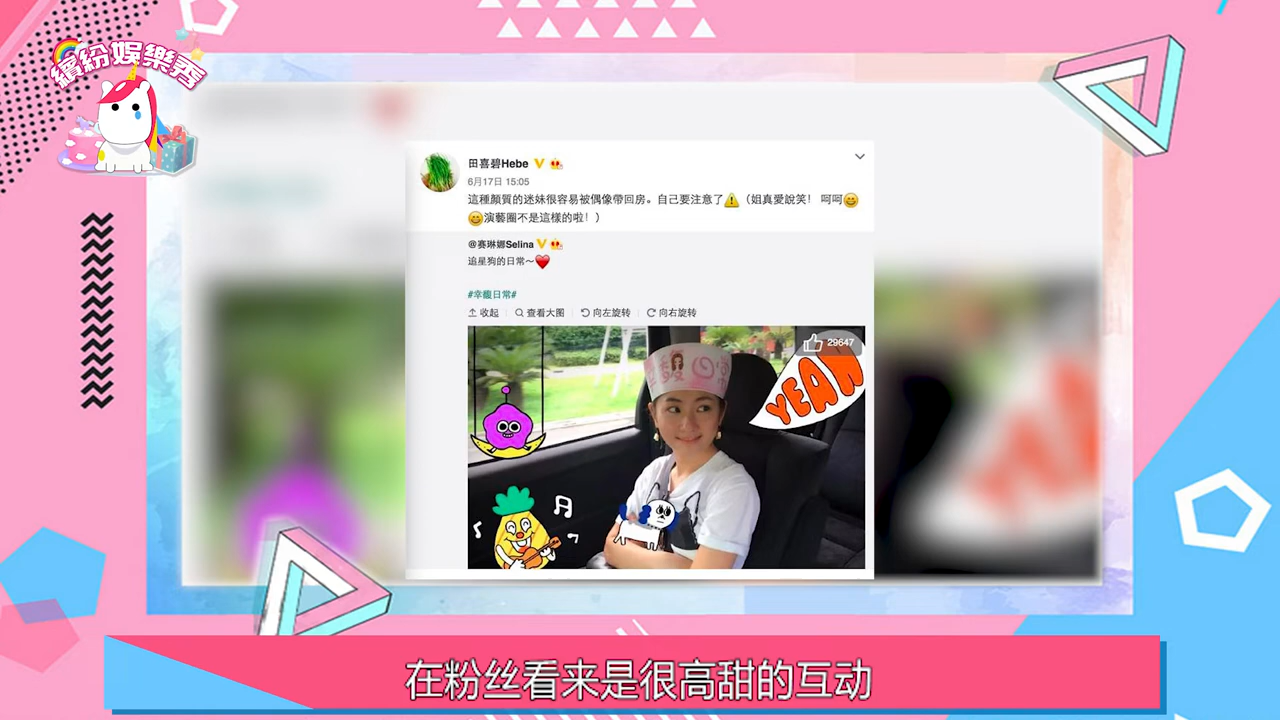 繽紛娛樂秀
田喜碧Hebe
6月17日 15:05
這種顏質的迷妹很容易被偶像帶回房。自己要注意了⚠️（姐真愛說笑！ 呵呵😄
😄演藝圈不是這樣的啦！）
@赛琳娜Selina
追星狗的日常～❤️
#幸馥日常#
收起 查看大图 向左旋转 向右旋转
29647
YEAH
在粉丝看来是很高甜的互动